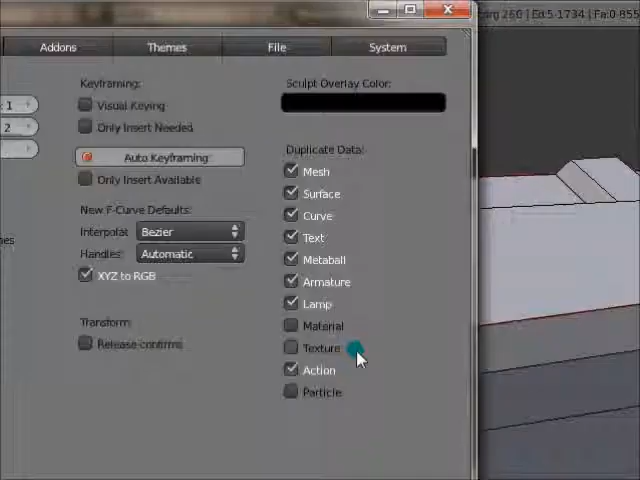 Addons Themes File System
Keyframing:
Visual Keying
Only Insert Needed
Auto Keyframing
Only Insert Available
New F-Curve Defaults:
Interpolat Bezier
Handles: Automatic
XYZ to RGB
Transform:
Release confirms
: 1
2
Sculpt Overlay Color:
Duplicate Data:
Mesh
Surface
Curve
Text
Metaball
Armature
Lamp
Material
Texture
Action
Particle